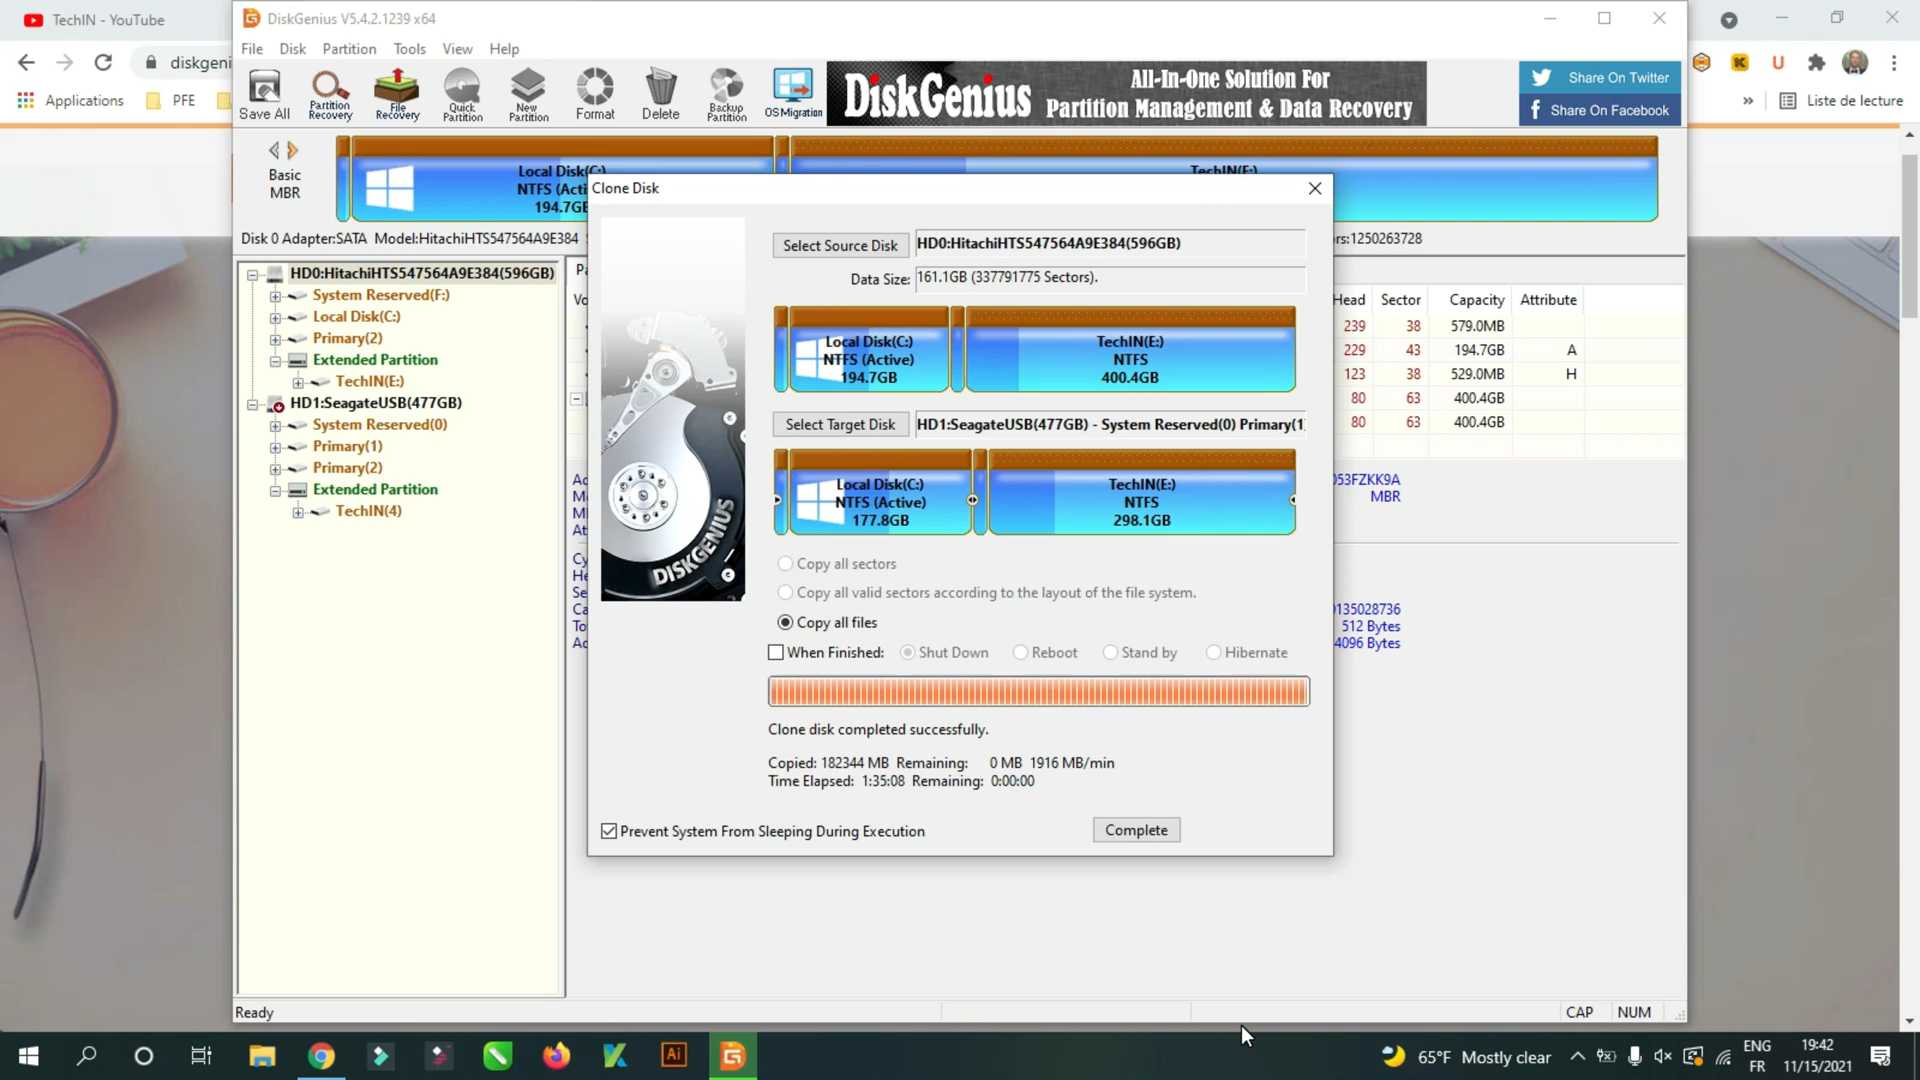 TechIN - YouTube
DiskGenius V5.4.2.1239 x64
File Disk Partition Tools View Help
diskgeni
Applications
PFE
Liste de lecture
Save All
Partition
Recovery
File
Recovery
Quick
Partition
New
Partition
Format
Delete
Backup
Partition
OS Migration
DiskGenius
All-In-One Solution For
Partition Management & Data Recovery
Share On Twitter
Share On Facebook
Basic
MBR
Local Disk(C:)
NTFS (Acti
194.7GB
TechIN(E:)
Disk 0 Adapter:SATA Model:HitachiHTS547564A9E384
rs:1250263728
HD0:HitachiHTS547564A9E384(596GB)
System Reserved(F:)
Local Disk(C:)
Primary(2)
Extended Partition
TechIN(E:)
HD1:SeagateUSB(477GB)
System Reserved(0)
Primary(1)
Primary(2)
Extended Partition
TechIN(4)
Clone Disk
Select Source Disk HD0:HitachiHTS547564A9E384(596GB)
Data Size: 161.1GB (337791775 Sectors).
Local Disk(C:)
NTFS (Active)
194.7GB
TechIN(E:)
NTFS
400.4GB
Select Target Disk HD1:SeagateUSB(477GB) - System Reserved(0) Primary(1)
Local Disk(C:)
NTFS (Active)
177.8GB
TechIN(E:)
NTFS
298.1GB
DISKGENIUS
Copy all sectors
Copy all valid sectors according to the layout of the file system.
Copy all files
When Finished: Shut Down Reboot Stand by Hibernate
Clone disk completed successfully.
Copied: 182344 MB Remaining: 0 MB 1916 MB/min
Time Elapsed: 1:35:08 Remaining: 0:00:00
Prevent System From Sleeping During Execution
Complete
Head Sector Capacity Attribute
239 38 579.0MB
229 43 194.7GB A
123 38 529.0MB H
80 63 400.4GB
80 63 400.4GB
053FZKK9A
MBR
0135028736
512 Bytes
4096 Bytes
Ready
CAP NUM
Ai
65°F Mostly clear
ENG
FR
19:42
11/15/2021